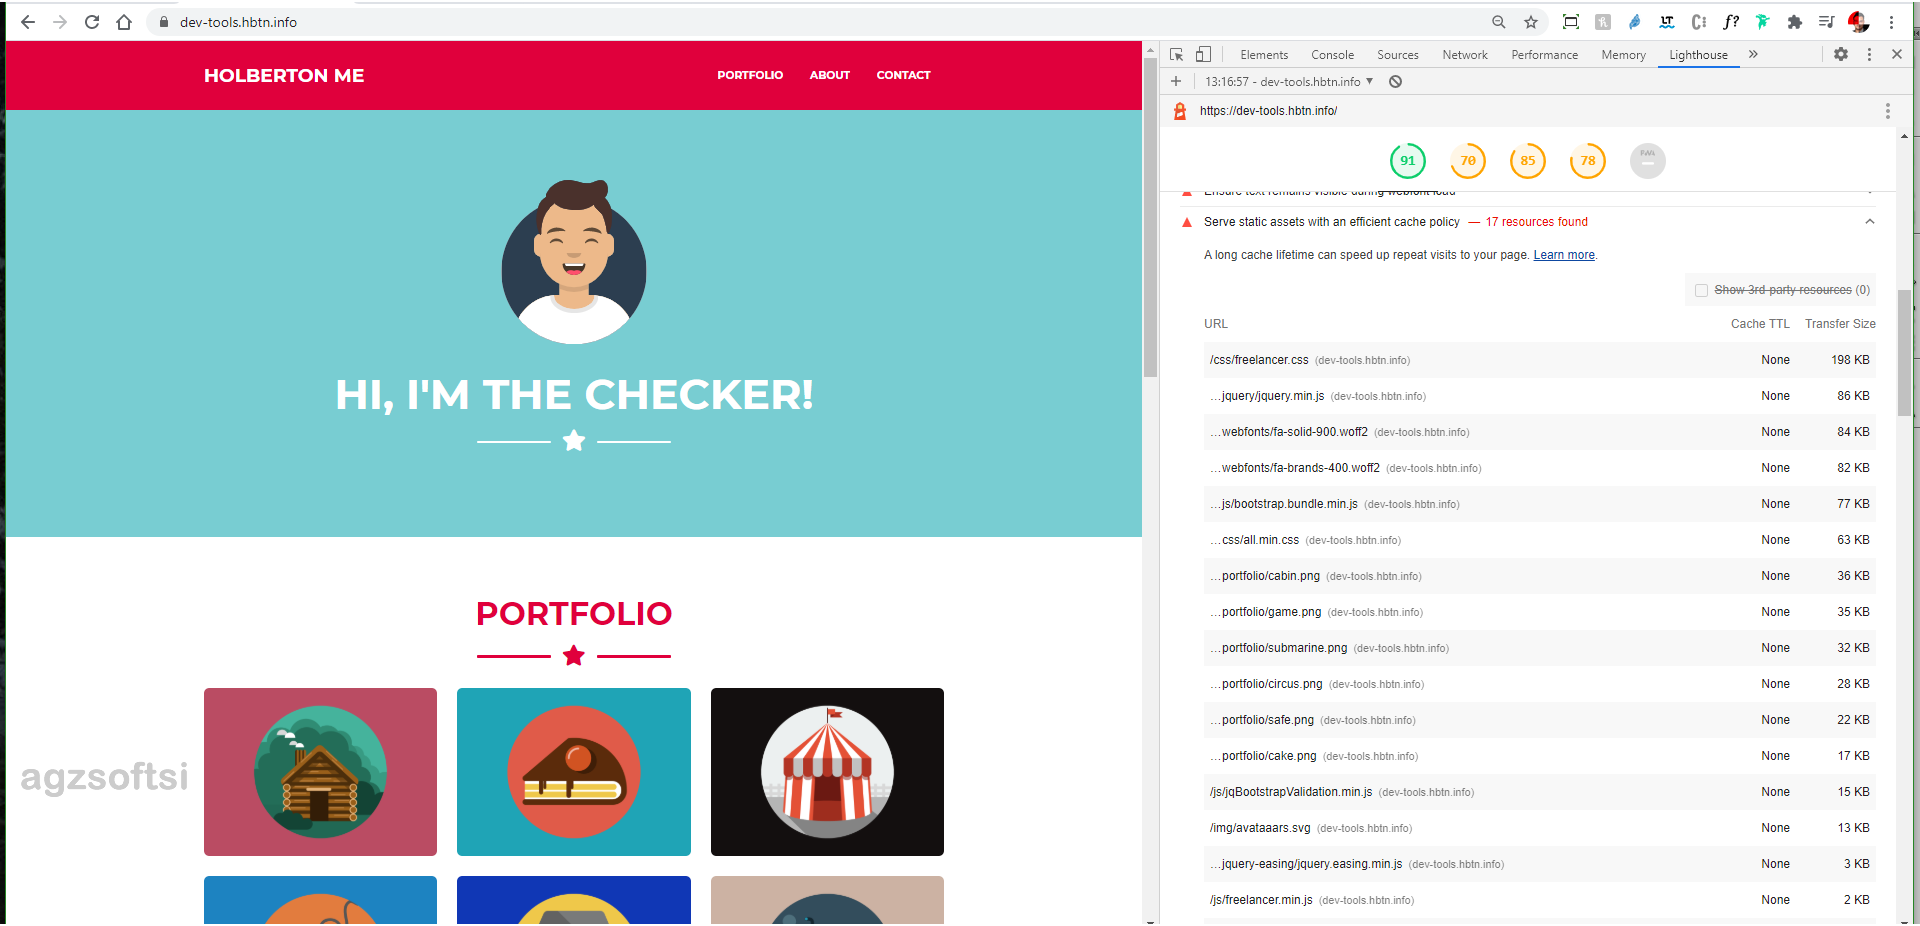 dev-tools.hbtn.info
HOLBERTON ME
PORTFOLIO ABOUT CONTACT
HI, I'M THE CHECKER!
PORTFOLIO
agzsoftsi
Elements Console Sources Network Performance Memory Lighthouse
13:16:57 - dev-tools.hbtn.info
https://dev-tools.hbtn.info/
91 70 85 78 PWA
Ensure text remains visible during webfont load
Serve static assets with an efficient cache policy — 17 resources found
A long cache lifetime can speed up repeat visits to your page. Learn more.
Show 3rd-party resources (0)
URL Cache TTL Transfer Size
/css/freelancer.css (dev-tools.hbtn.info) None 198 KB
…jquery/jquery.min.js (dev-tools.hbtn.info) None 86 KB
…webfonts/fa-solid-900.woff2 (dev-tools.hbtn.info) None 84 KB
…webfonts/fa-brands-400.woff2 (dev-tools.hbtn.info) None 82 KB
…js/bootstrap.bundle.min.js (dev-tools.hbtn.info) None 77 KB
…css/all.min.css (dev-tools.hbtn.info) None 63 KB
…portfolio/cabin.png (dev-tools.hbtn.info) None 36 KB
…portfolio/game.png (dev-tools.hbtn.info) None 35 KB
…portfolio/submarine.png (dev-tools.hbtn.info) None 32 KB
…portfolio/circus.png (dev-tools.hbtn.info) None 28 KB
…portfolio/safe.png (dev-tools.hbtn.info) None 22 KB
…portfolio/cake.png (dev-tools.hbtn.info) None 17 KB
/js/jqBootstrapValidation.min.js (dev-tools.hbtn.info) None 15 KB
/img/avataaars.svg (dev-tools.hbtn.info) None 13 KB
…jquery-easing/jquery.easing.min.js (dev-tools.hbtn.info) None 3 KB
/js/freelancer.min.js (dev-tools.hbtn.info) None 2 KB